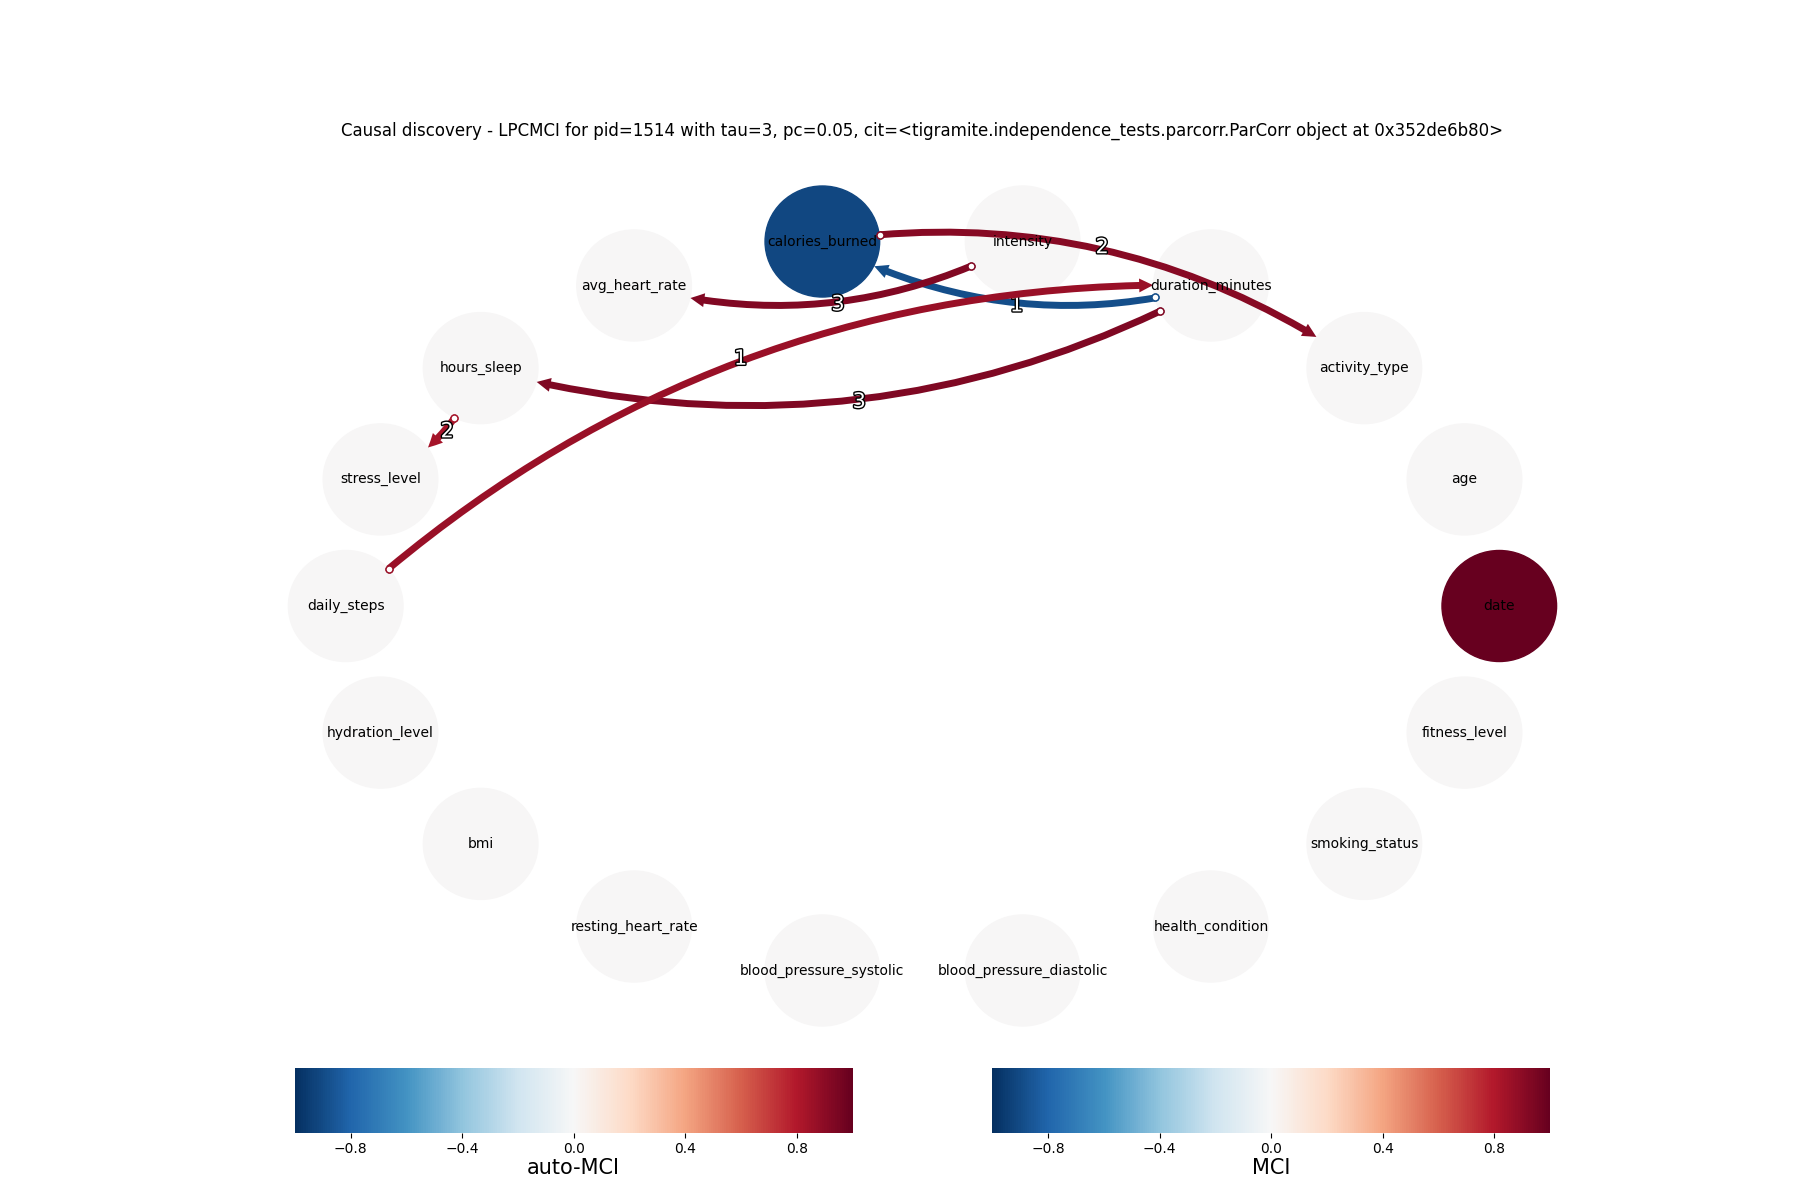 Causal discovery - LPCMCI for pid=1514 with tau=3, pc=0.05, cit=<tigramite.independence_tests.parcorr.ParCorr object at 0x352de6b80>
calories_burned
intensity
2
avg_heart_rate
duration_minutes
3
1
1
hours_sleep
activity_type
3
2
stress_level
age
daily_steps
date
hydration_level
fitness_level
bmi
smoking_status
resting_heart_rate
health_condition
blood_pressure_systolic
blood_pressure_diastolic
−0.8 −0.4 0.0 0.4 0.8
auto-MCI
−0.8 −0.4 0.0 0.4 0.8
MCI